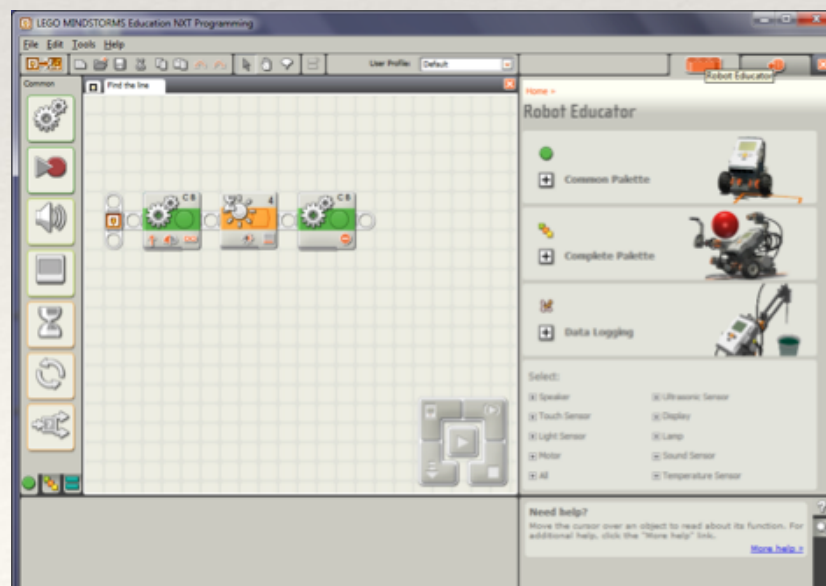 LEGO MINDSTORMS Education NXT Programming
File Edit Tools Help
User Profile: Default
Robot Educator
Common
Find the line
Home »
Robot Educator
Common Palette
C B
4
C B
Complete Palette
Data Logging
Select:
Speaker
Ultrasonic Sensor
Touch Sensor
Display
Light Sensor
Lamp
Motor
Sound Sensor
All
Temperature Sensor
Need help?
Move the cursor over an object to read about its function. For
additional help, click the "More help" link.
More help »
?